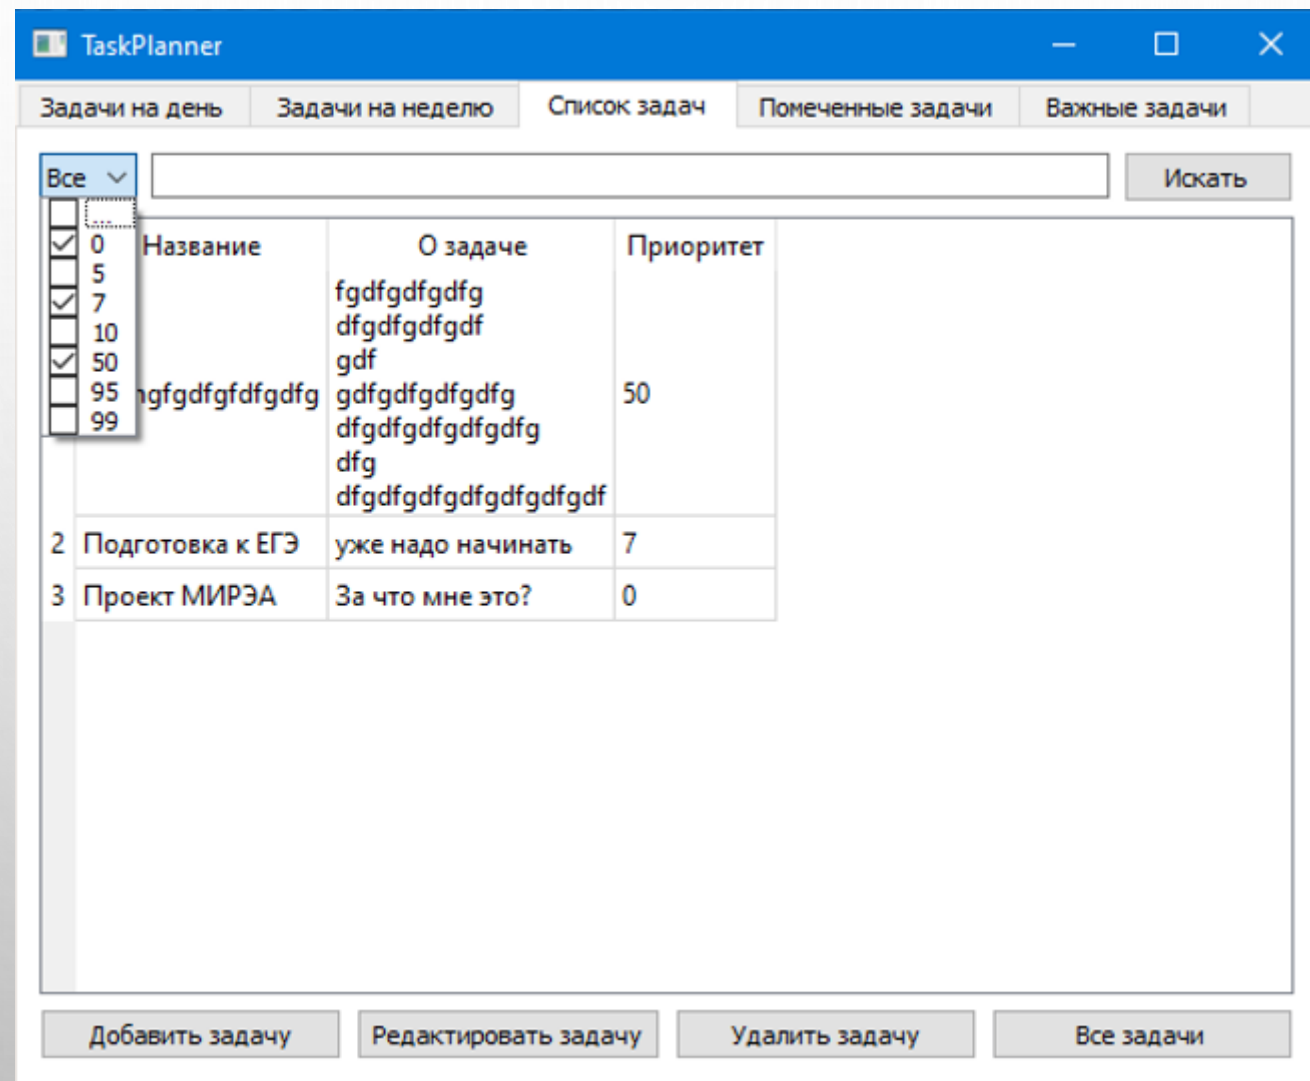 TaskPlanner
Задачи на день Задачи на неделю Список задач Помеченные задачи Важные задачи
Все Искать
...
0
5
7
10
50
95
99
Название О задаче Приоритет
fgdfgdfgdfg
dfgdfgdfgdf
gdf
gdfgdfgdfgdfg
dfgdfgdfgdfgdfg
dfg
dfgdfgdfgdfgdfgdfgdf
50
2 Подготовка к ЕГЭ уже надо начинать 7
3 Проект МИРЭА За что мне это? 0
Добавить задачу Редактировать задачу Удалить задачу Все задачи